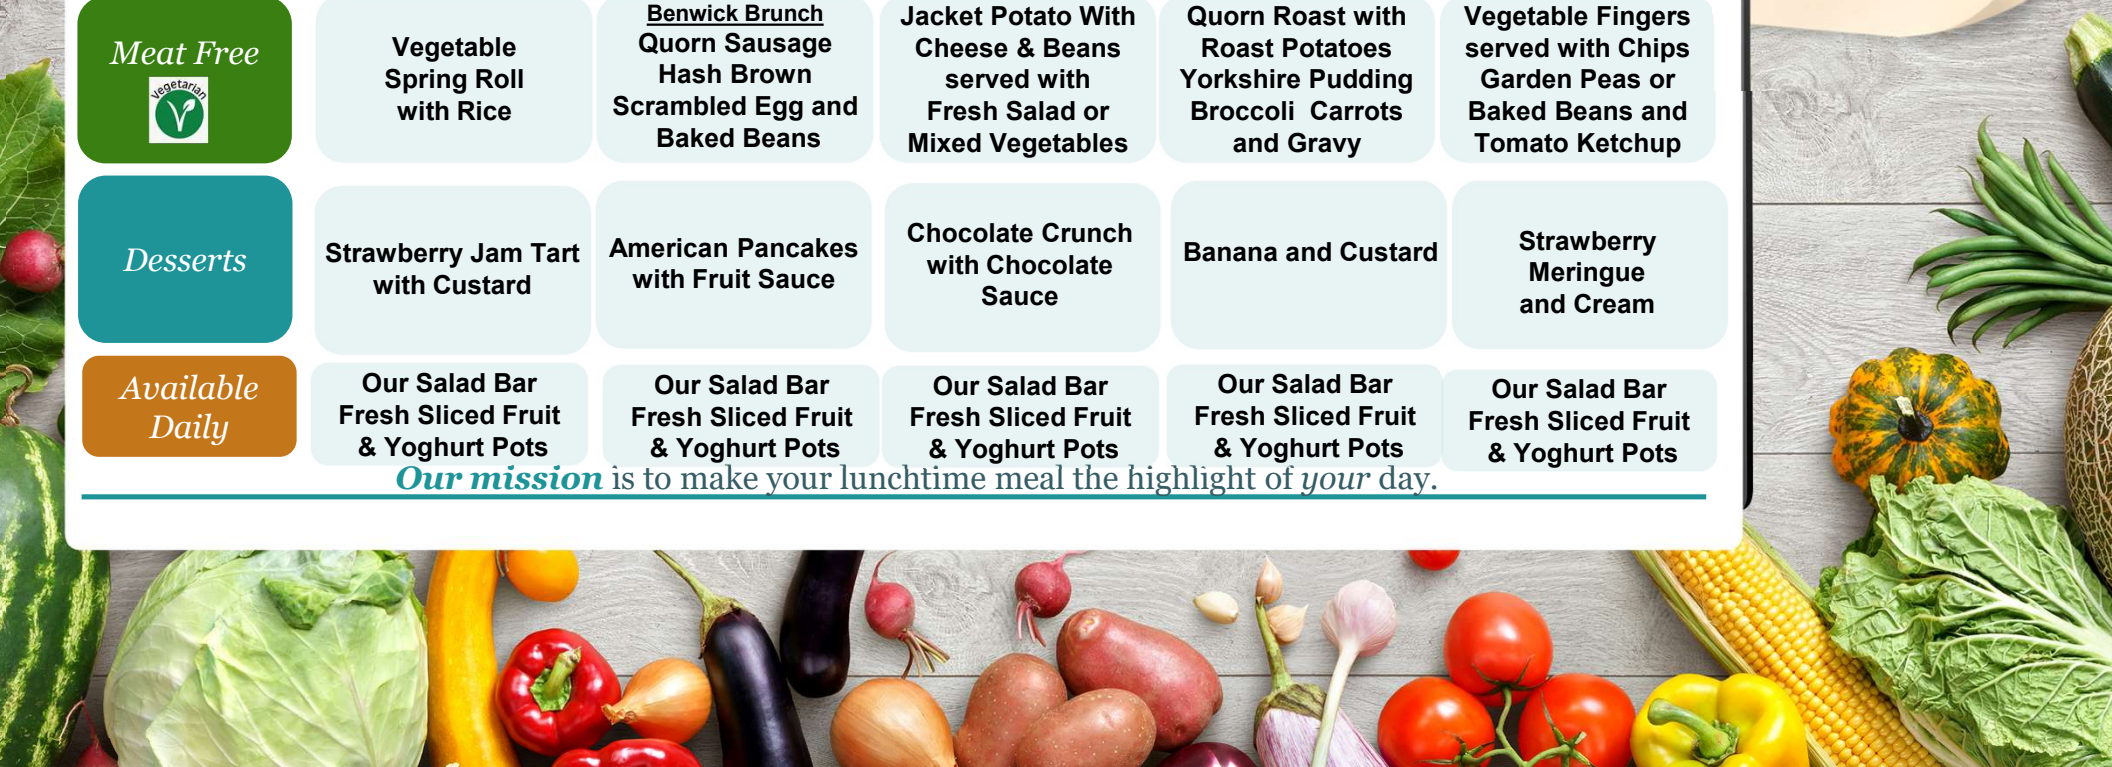 Meat Free
Vegetarian
Vegetable
Spring Roll
with Rice
Benwick Brunch
Quorn Sausage
Hash Brown
Scrambled Egg and
Baked Beans
Jacket Potato With
Cheese & Beans
served with
Fresh Salad or
Mixed Vegetables
Quorn Roast with
Roast Potatoes
Yorkshire Pudding
Broccoli  Carrots
and Gravy
Vegetable Fingers
served with Chips
Garden Peas or
Baked Beans and
Tomato Ketchup
Desserts
Strawberry Jam Tart
with Custard
American Pancakes
with Fruit Sauce
Chocolate Crunch
with Chocolate
Sauce
Banana and Custard
Strawberry
Meringue
and Cream
Available
Daily
Our Salad Bar
Fresh Sliced Fruit
& Yoghurt Pots
Our Salad Bar
Fresh Sliced Fruit
& Yoghurt Pots
Our Salad Bar
Fresh Sliced Fruit
& Yoghurt Pots
Our Salad Bar
Fresh Sliced Fruit
& Yoghurt Pots
Our Salad Bar
Fresh Sliced Fruit
& Yoghurt Pots
Our mission is to make your lunchtime meal the highlight of your day.